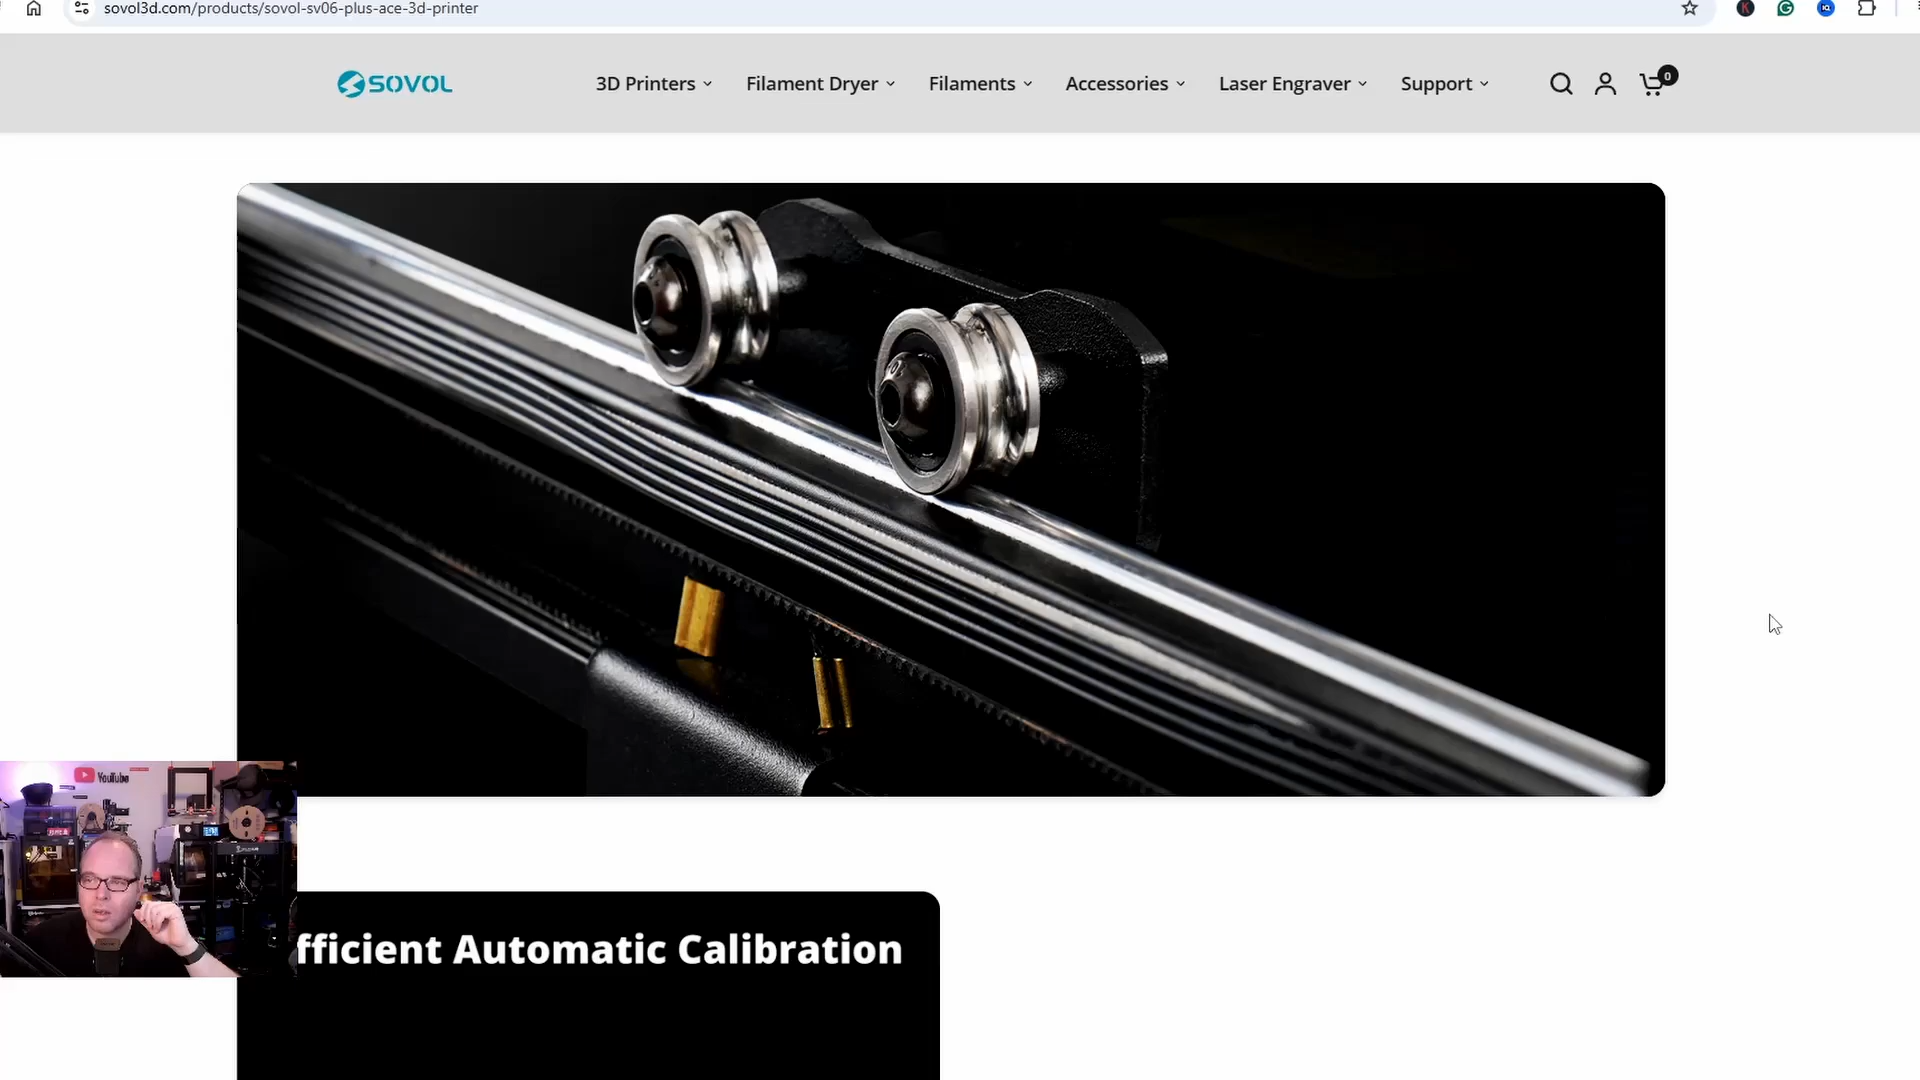 sovol3d.com/products/sovol-sv06-plus-ace-3d-printer
SOVOL
3D Printers
Filament Dryer
Filaments
Accessories
Laser Engraver
Support
0
YouTube
fficient Automatic Calibration